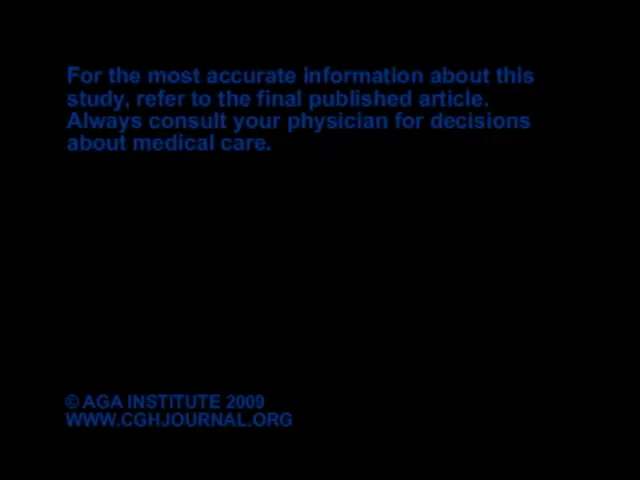 For the most accurate information about this
study, refer to the final published article.
Always consult your physician for decisions
about medical care.
© AGA INSTITUTE 2009
WWW.CGHJOURNAL.ORG